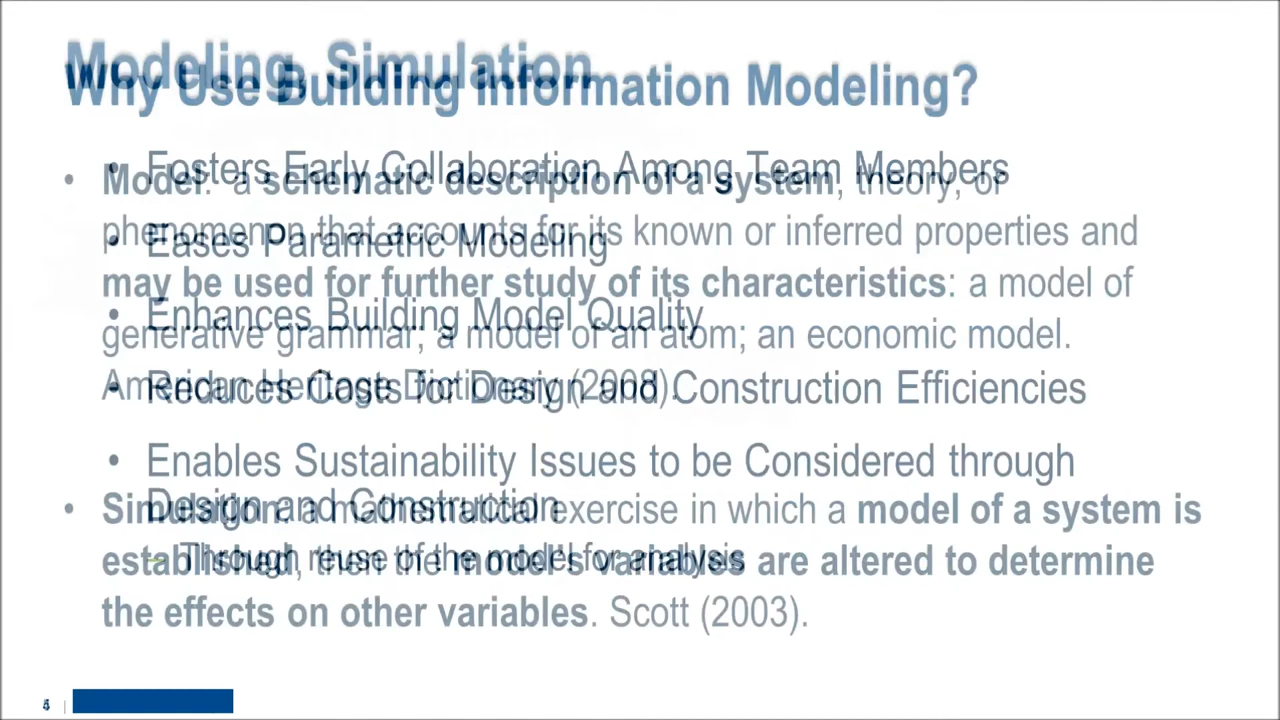 Modeling, Simulation
• Model: a schematic description of a system, theory, or
phenomenon that accounts for its known or inferred properties and
may be used for further study of its characteristics: a model of
generative grammar; a model of an atom; an economic model.
American Heritage Dictionary (2008).
• Simulation: a mathematical exercise in which a model of a system is
established, then the model's variables are altered to determine
the effects on other variables. Scott (2003).
Why Use Building Information Modeling?
• Fosters Early Collaboration Among Team Members
• Eases Parametric Modeling
• Enhances Building Model Quality
• Reduces Costs for Design and Construction Efficiencies
• Enables Sustainability Issues to be Considered through
Design and Construction
– Through reuse of the model for analysis